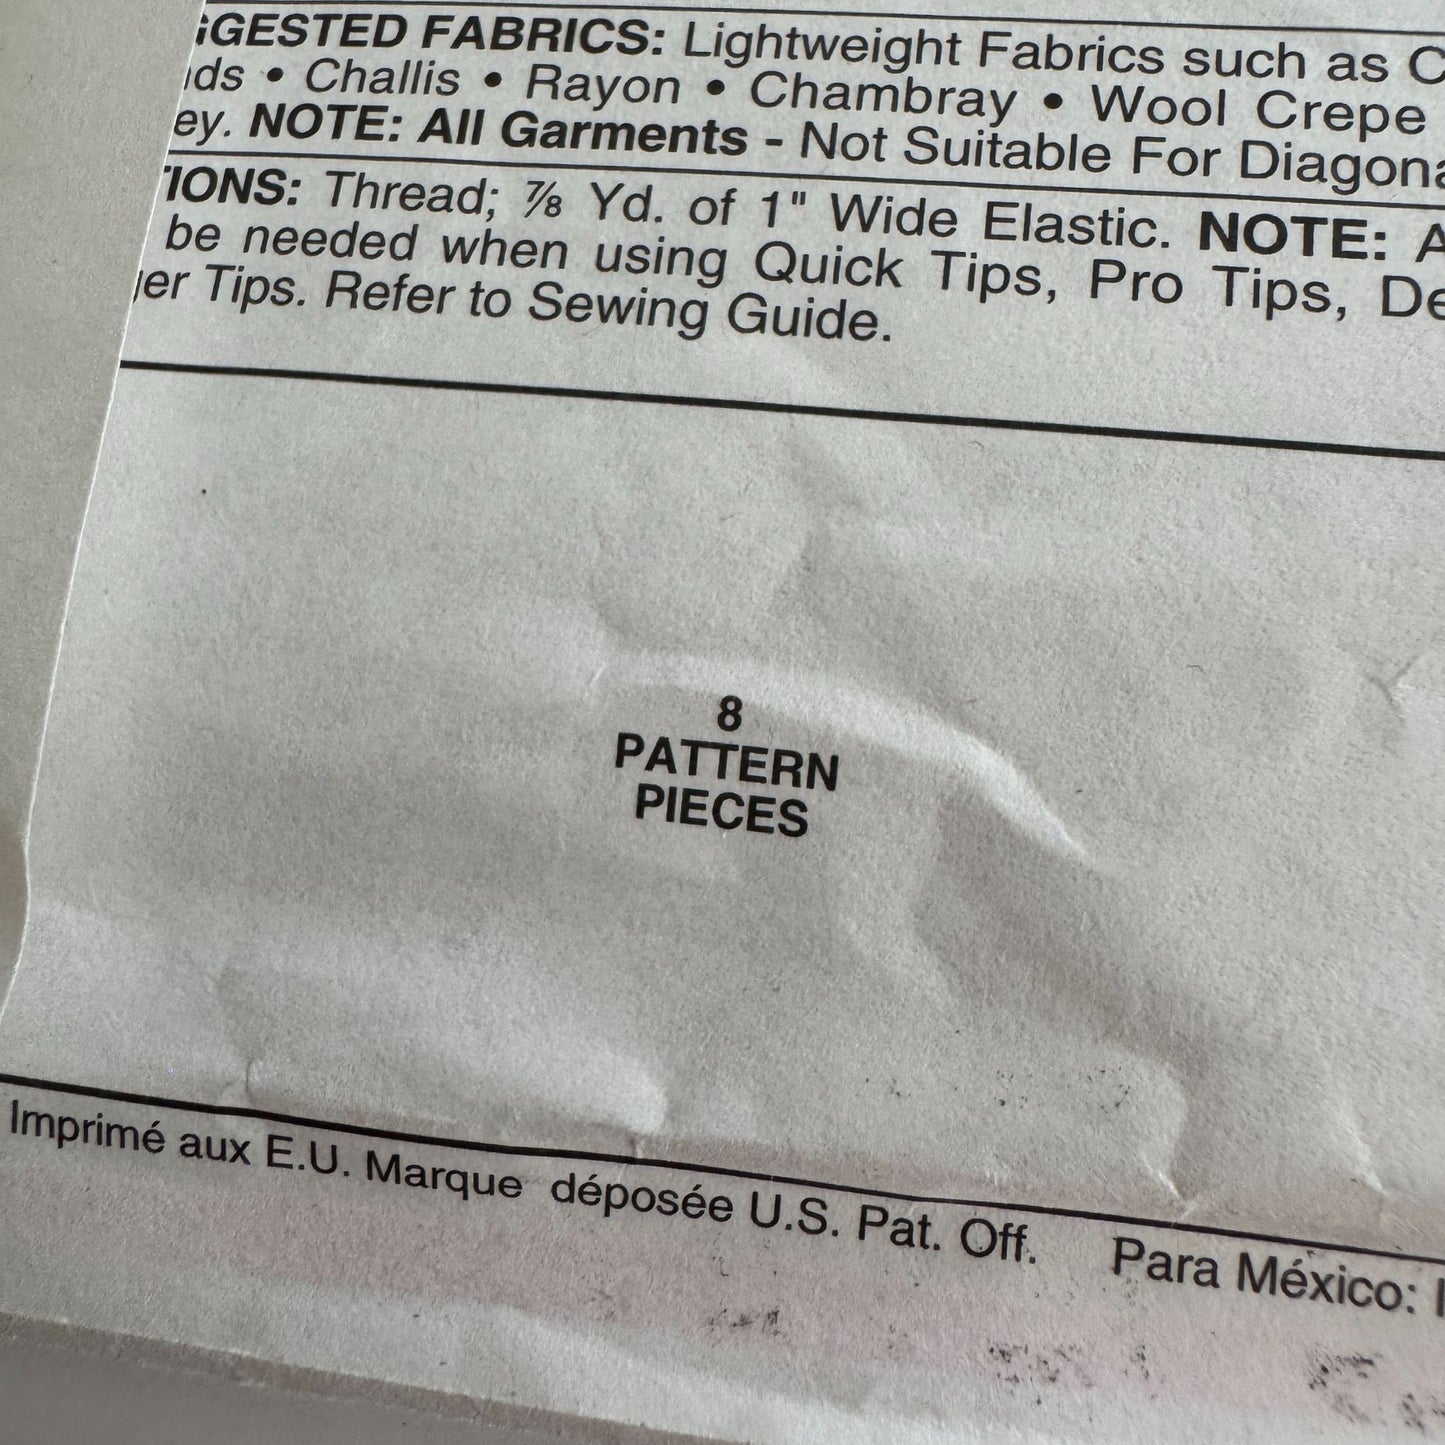 GGESTED FABRICS: Lightweight Fabrics such as C
ds • Challis • Rayon • Chambray • Wool Crepe
ey. NOTE: All Garments - Not Suitable For Diagona
IONS: Thread; ⅞ Yd. of 1" Wide Elastic. NOTE: A
be needed when using Quick Tips, Pro Tips, De
er Tips. Refer to Sewing Guide.
8
PATTERN
PIECES
Imprimé aux E.U. Marque déposée U.S. Pat. Off. Para México: I